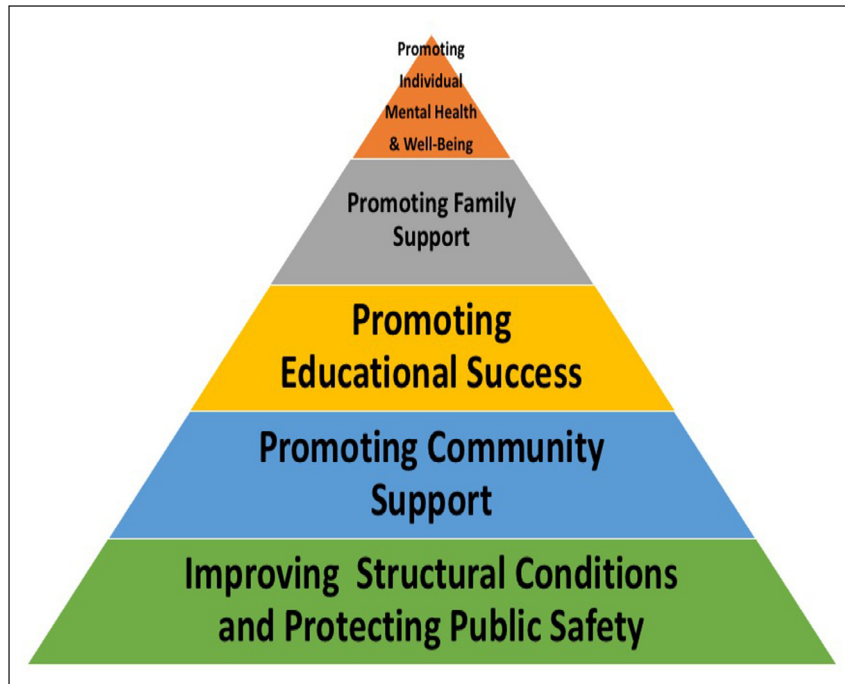 Promoting
Individual
Mental Health
& Well-Being
Promoting Family
Support
Promoting
Educational Success
Promoting Community
Support
Improving Structural Conditions
and Protecting Public Safety